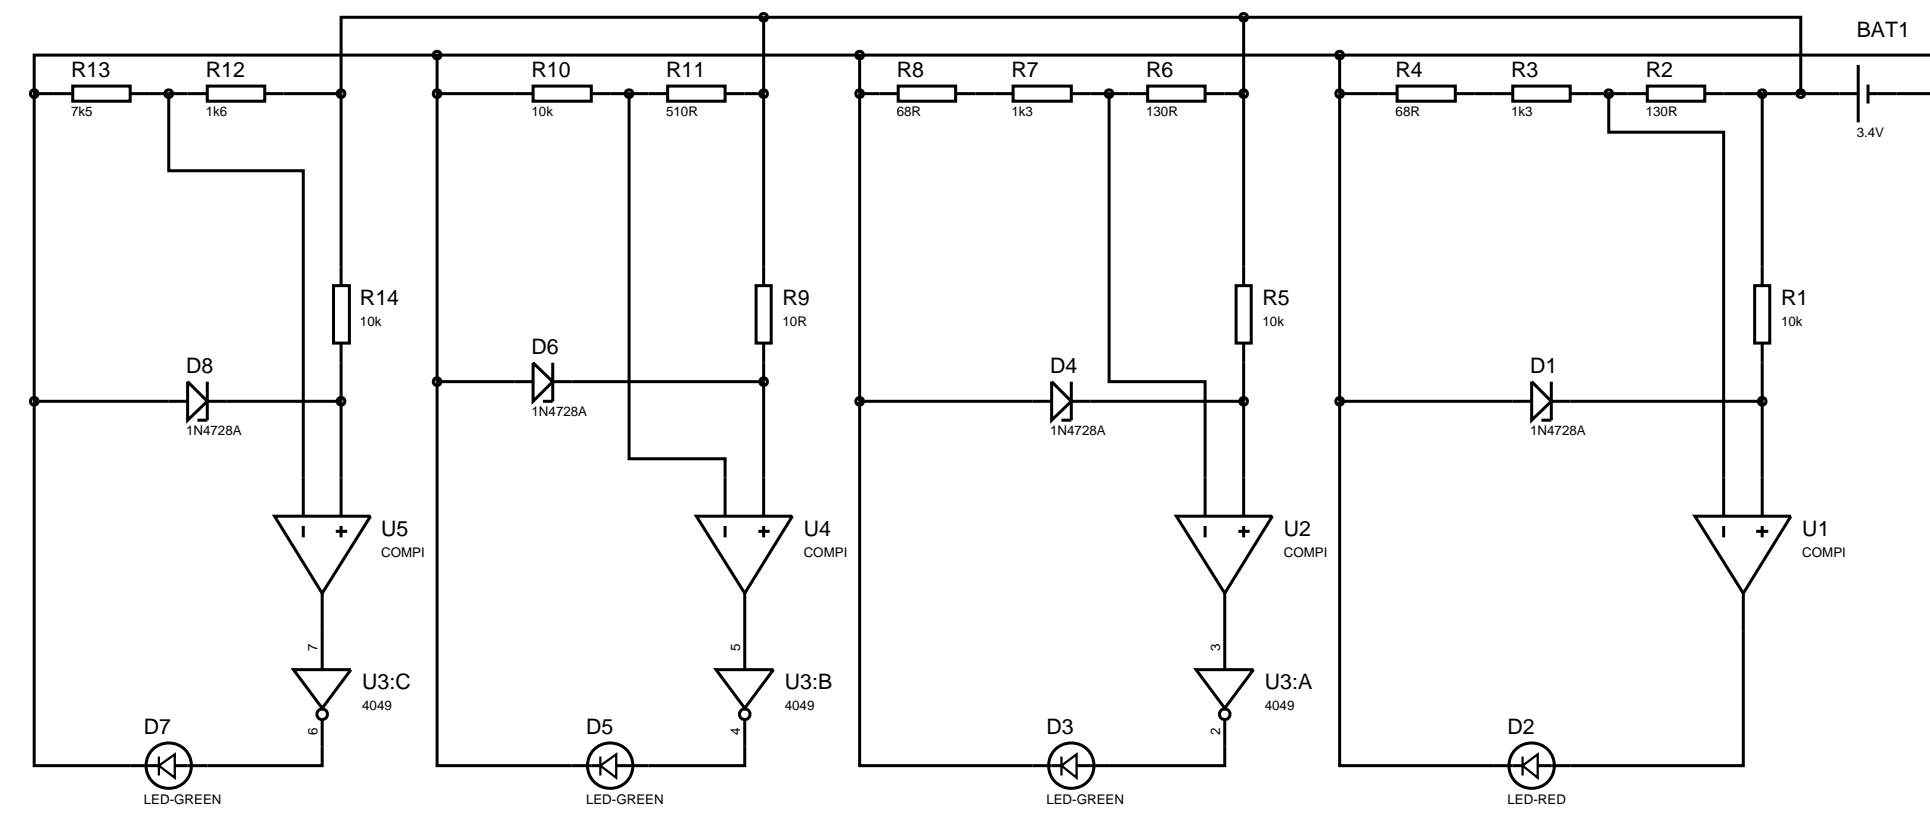 BAT1
R13
R12
R10
R11
R8
R7
R6
R4
R3
R2
7k5
1k6
10k
510R
68R
1k3
130R
68R
1k3
130R
3.4V
R14
10k
R9
10R
R5
10k
R1
10k
D8
1N4728A
D6
1N4728A
D4
1N4728A
D1
1N4728A
U5
COMPI
U4
COMPI
U2
COMPI
U1
COMPI
7
5
3
U3:C
4049
U3:B
4049
U3:A
4049
6
4
2
D7
LED-GREEN
D5
LED-GREEN
D3
LED-GREEN
D2
LED-RED